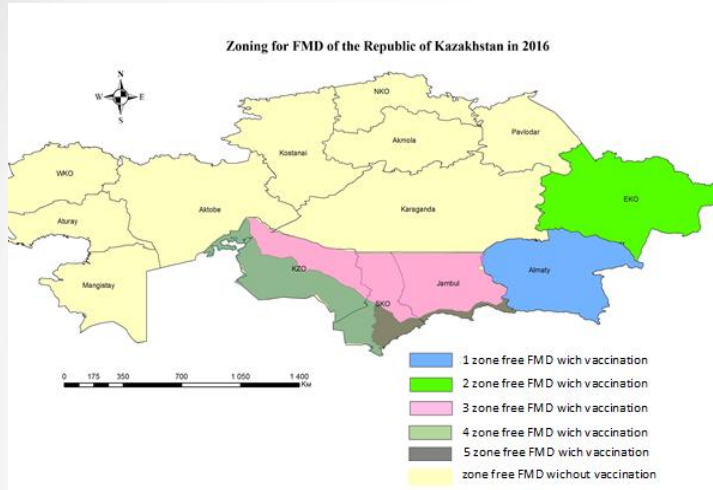 Zoning for FMD of the Republic of Kazakhstan in 2016
N
W E
S
NKO
Kostanai
Akmola
Pavlodar
WKO
Aktobe
Karaganda
EKO
Aturay
Mangistay
KZO
SKO
Jambul
Almaty
0 175 350 700 1 050 1 400
Км
1 zone free FMD wich vaccination
2 zone free FMD wich vaccination
3 zone free FMD wich vaccination
4 zone free FMD wich vaccination
5 zone free FMD wich vaccination
zone free FMD wichout vaccination